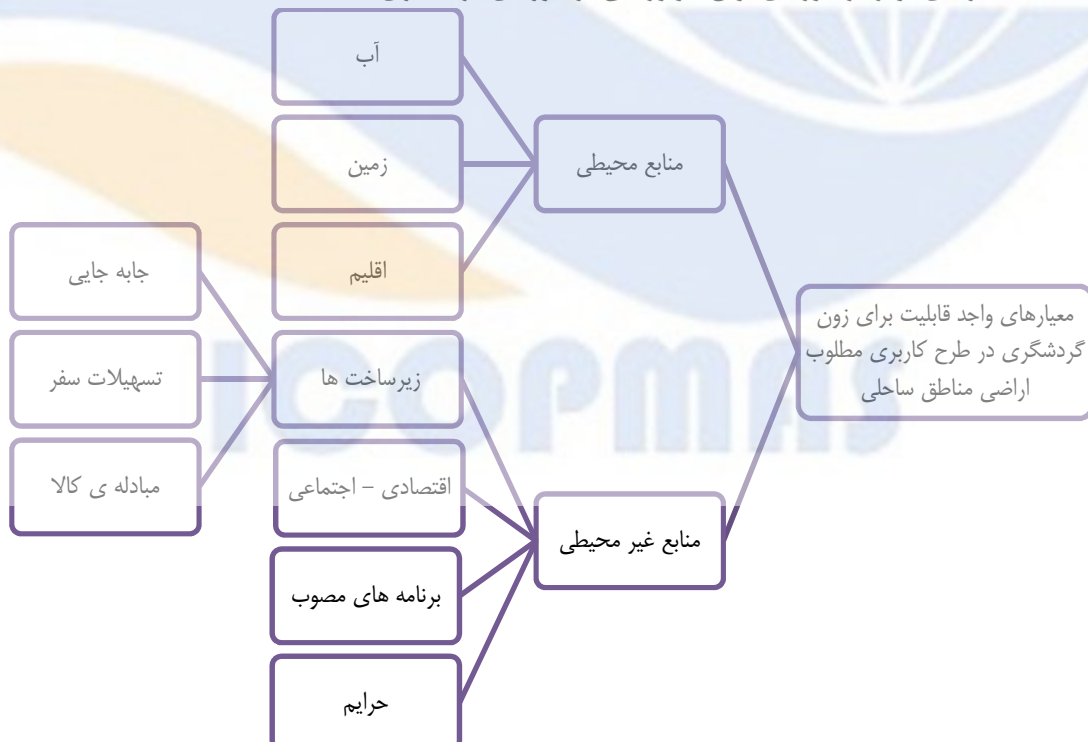 معیارهای واجد قابلیت برای زون
گردشگری در طرح کاربری مطلوب
اراضی مناطق ساحلی
منابع محیطی
آب
زمین
اقلیم
منابع غیر محیطی
زیرساخت ها
جابه جایی
تسهیلات سفر
مبادله ی کالا
اقتصادی – اجتماعی
برنامه های مصوب
حرایم
ICOPMAS